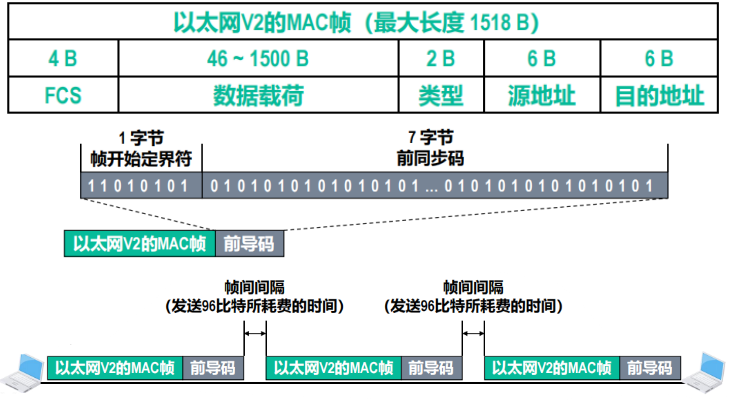 以太网V2的MAC帧（最大长度 1518 B）
4 B 46 ~ 1500 B 2 B 6 B 6 B
FCS 数据载荷 类型 源地址 目的地址
1 字节 7 字节
帧开始定界符 前同步码
1 1 0 1 0 1 0 1 0 1 0 1 0 1 0 1 0 1 0 1 0 1 0 1 ... 0 1 0 1 0 1 0 1 0 1 0 1 0 1 0 1 0 1
以太网V2的MAC帧 前导码
帧间间隔 帧间间隔
（发送96比特所耗费的时间） （发送96比特所耗费的时间）
以太网V2的MAC帧 前导码 以太网V2的MAC帧 前导码 以太网V2的MAC帧 前导码